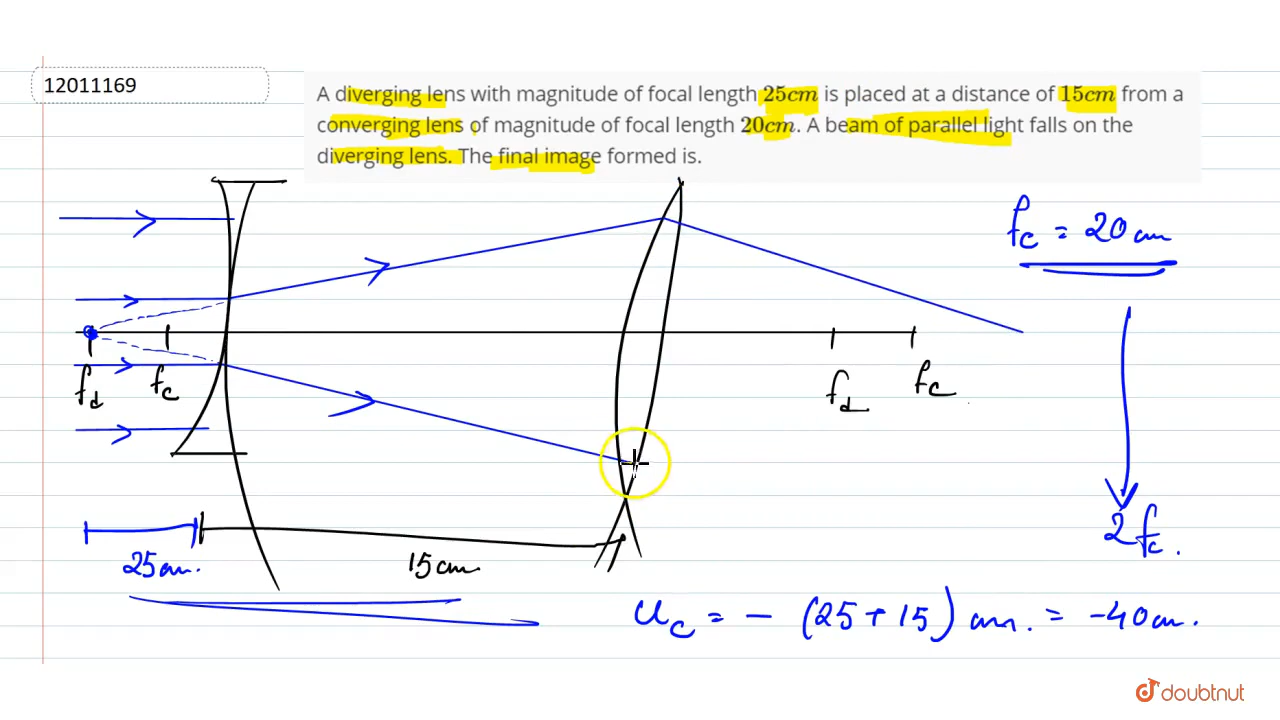 12011169
A diverging lens with magnitude of focal length 25cm is placed at a distance of 15cm from a
converging lens of magnitude of focal length 20cm. A beam of parallel light falls on the
diverging lens. The final image formed is.
fc = 20 cm
fd fc fd fc
2fc.
25cm. 15cm
uc = - (25+15) cm. = -40cm.
doubtnut